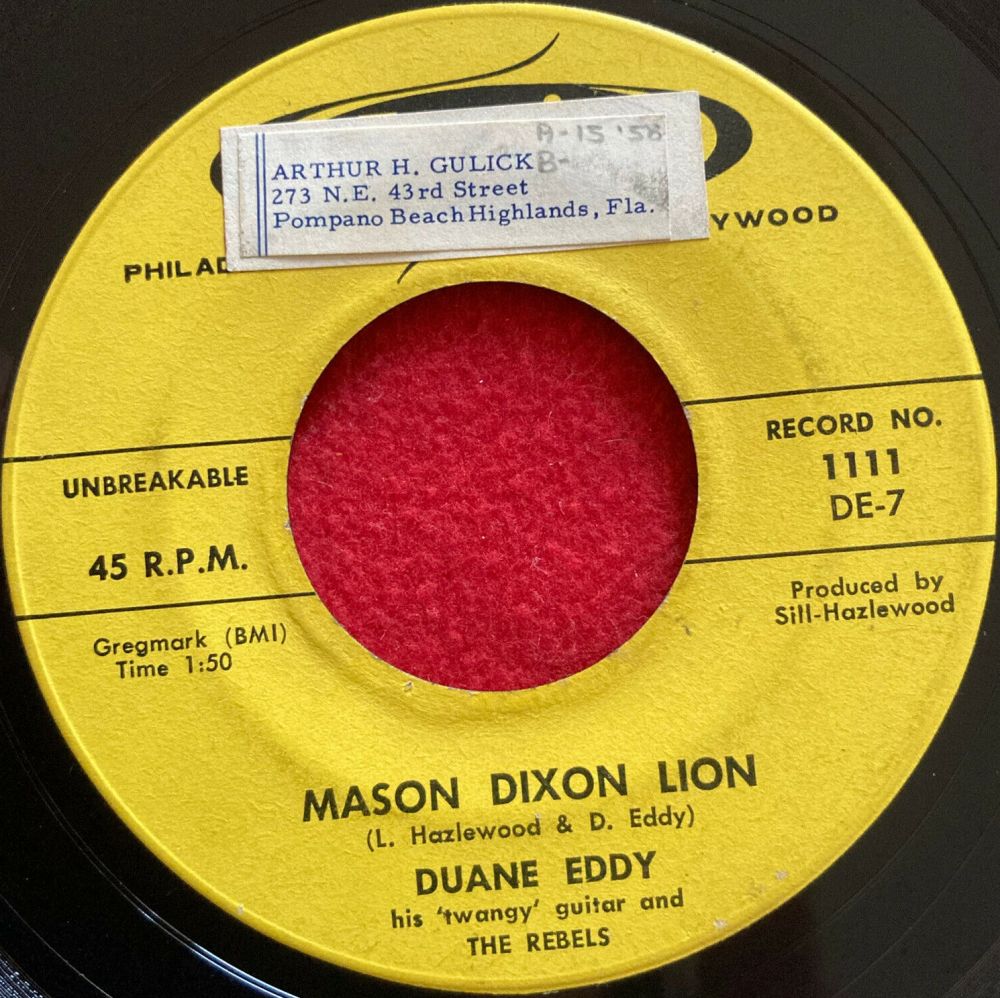 A-15 '58
B-
ARTHUR H. GULICK
273 N.E. 43rd Street
Pompano Beach Highlands, Fla.
PHILAD
YWOOD
UNBREAKABLE
45 R.P.M.
RECORD NO.
1111
DE-7
Gregmark (BMI)
Time 1:50
Produced by
Sill-Hazlewood
MASON DIXON LION
(L. Hazlewood & D. Eddy)
DUANE EDDY
his 'twangy' guitar and
THE REBELS